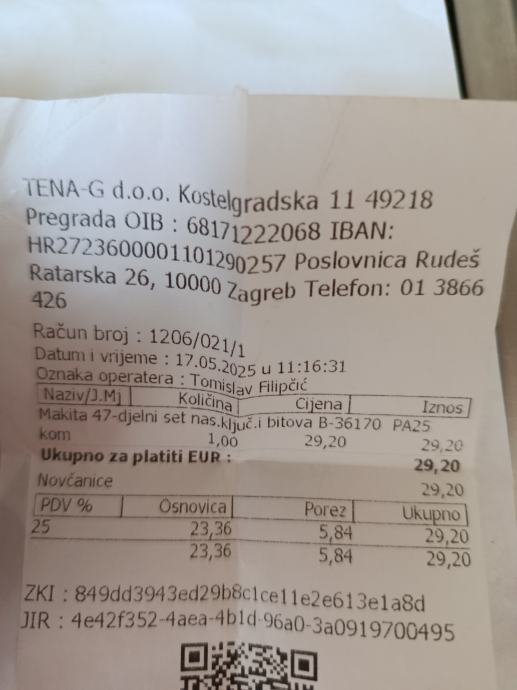 TENA-G d.o.o. Kostelgradska 11 49218
Pregrada OIB : 68171222068 IBAN:
HR2723600001101290257 Poslovnica Rudeš
Ratarska 26, 10000 Zagreb Telefon: 01 3866
426
Račun broj : 1206/021/1
Datum i vrijeme : 17.05.2025 u 11:16:31
Oznaka operatera : Tomislav Filipčić
Naziv/J.Mj Količina Cijena Iznos
Makita 47-djelni set nas.ključ.i bitova B-36170 PA25
kom 1,00 29,20 29,20
Ukupno za platiti EUR : 29,20
Novčanice 29,20
PDV % Osnovica Porez Ukupno
25 23,36 5,84 29,20
23,36 5,84 29,20
ZKI : 849dd3943ed29b8c1ce11e2e613e1a8d
JIR : 4e42f352-4aea-4b1d-96a0-3a0919700495